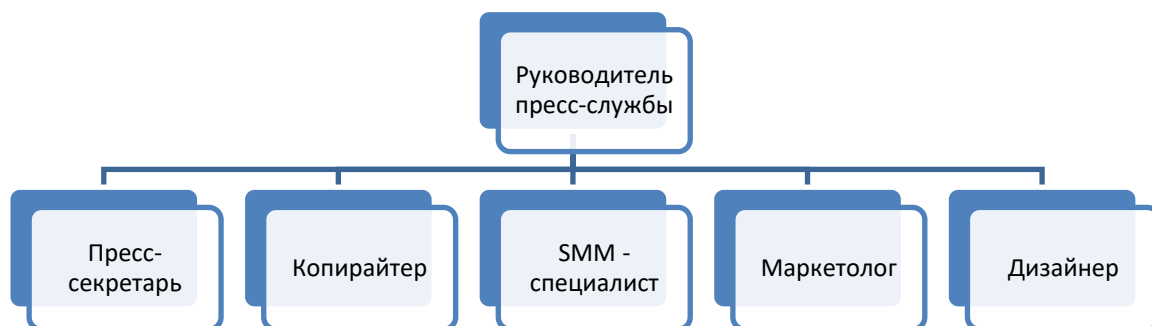 Руководитель
пресс-службы
Пресс-
секретарь
Копирайтер
SMM -
специалист
Маркетолог
Дизайнер